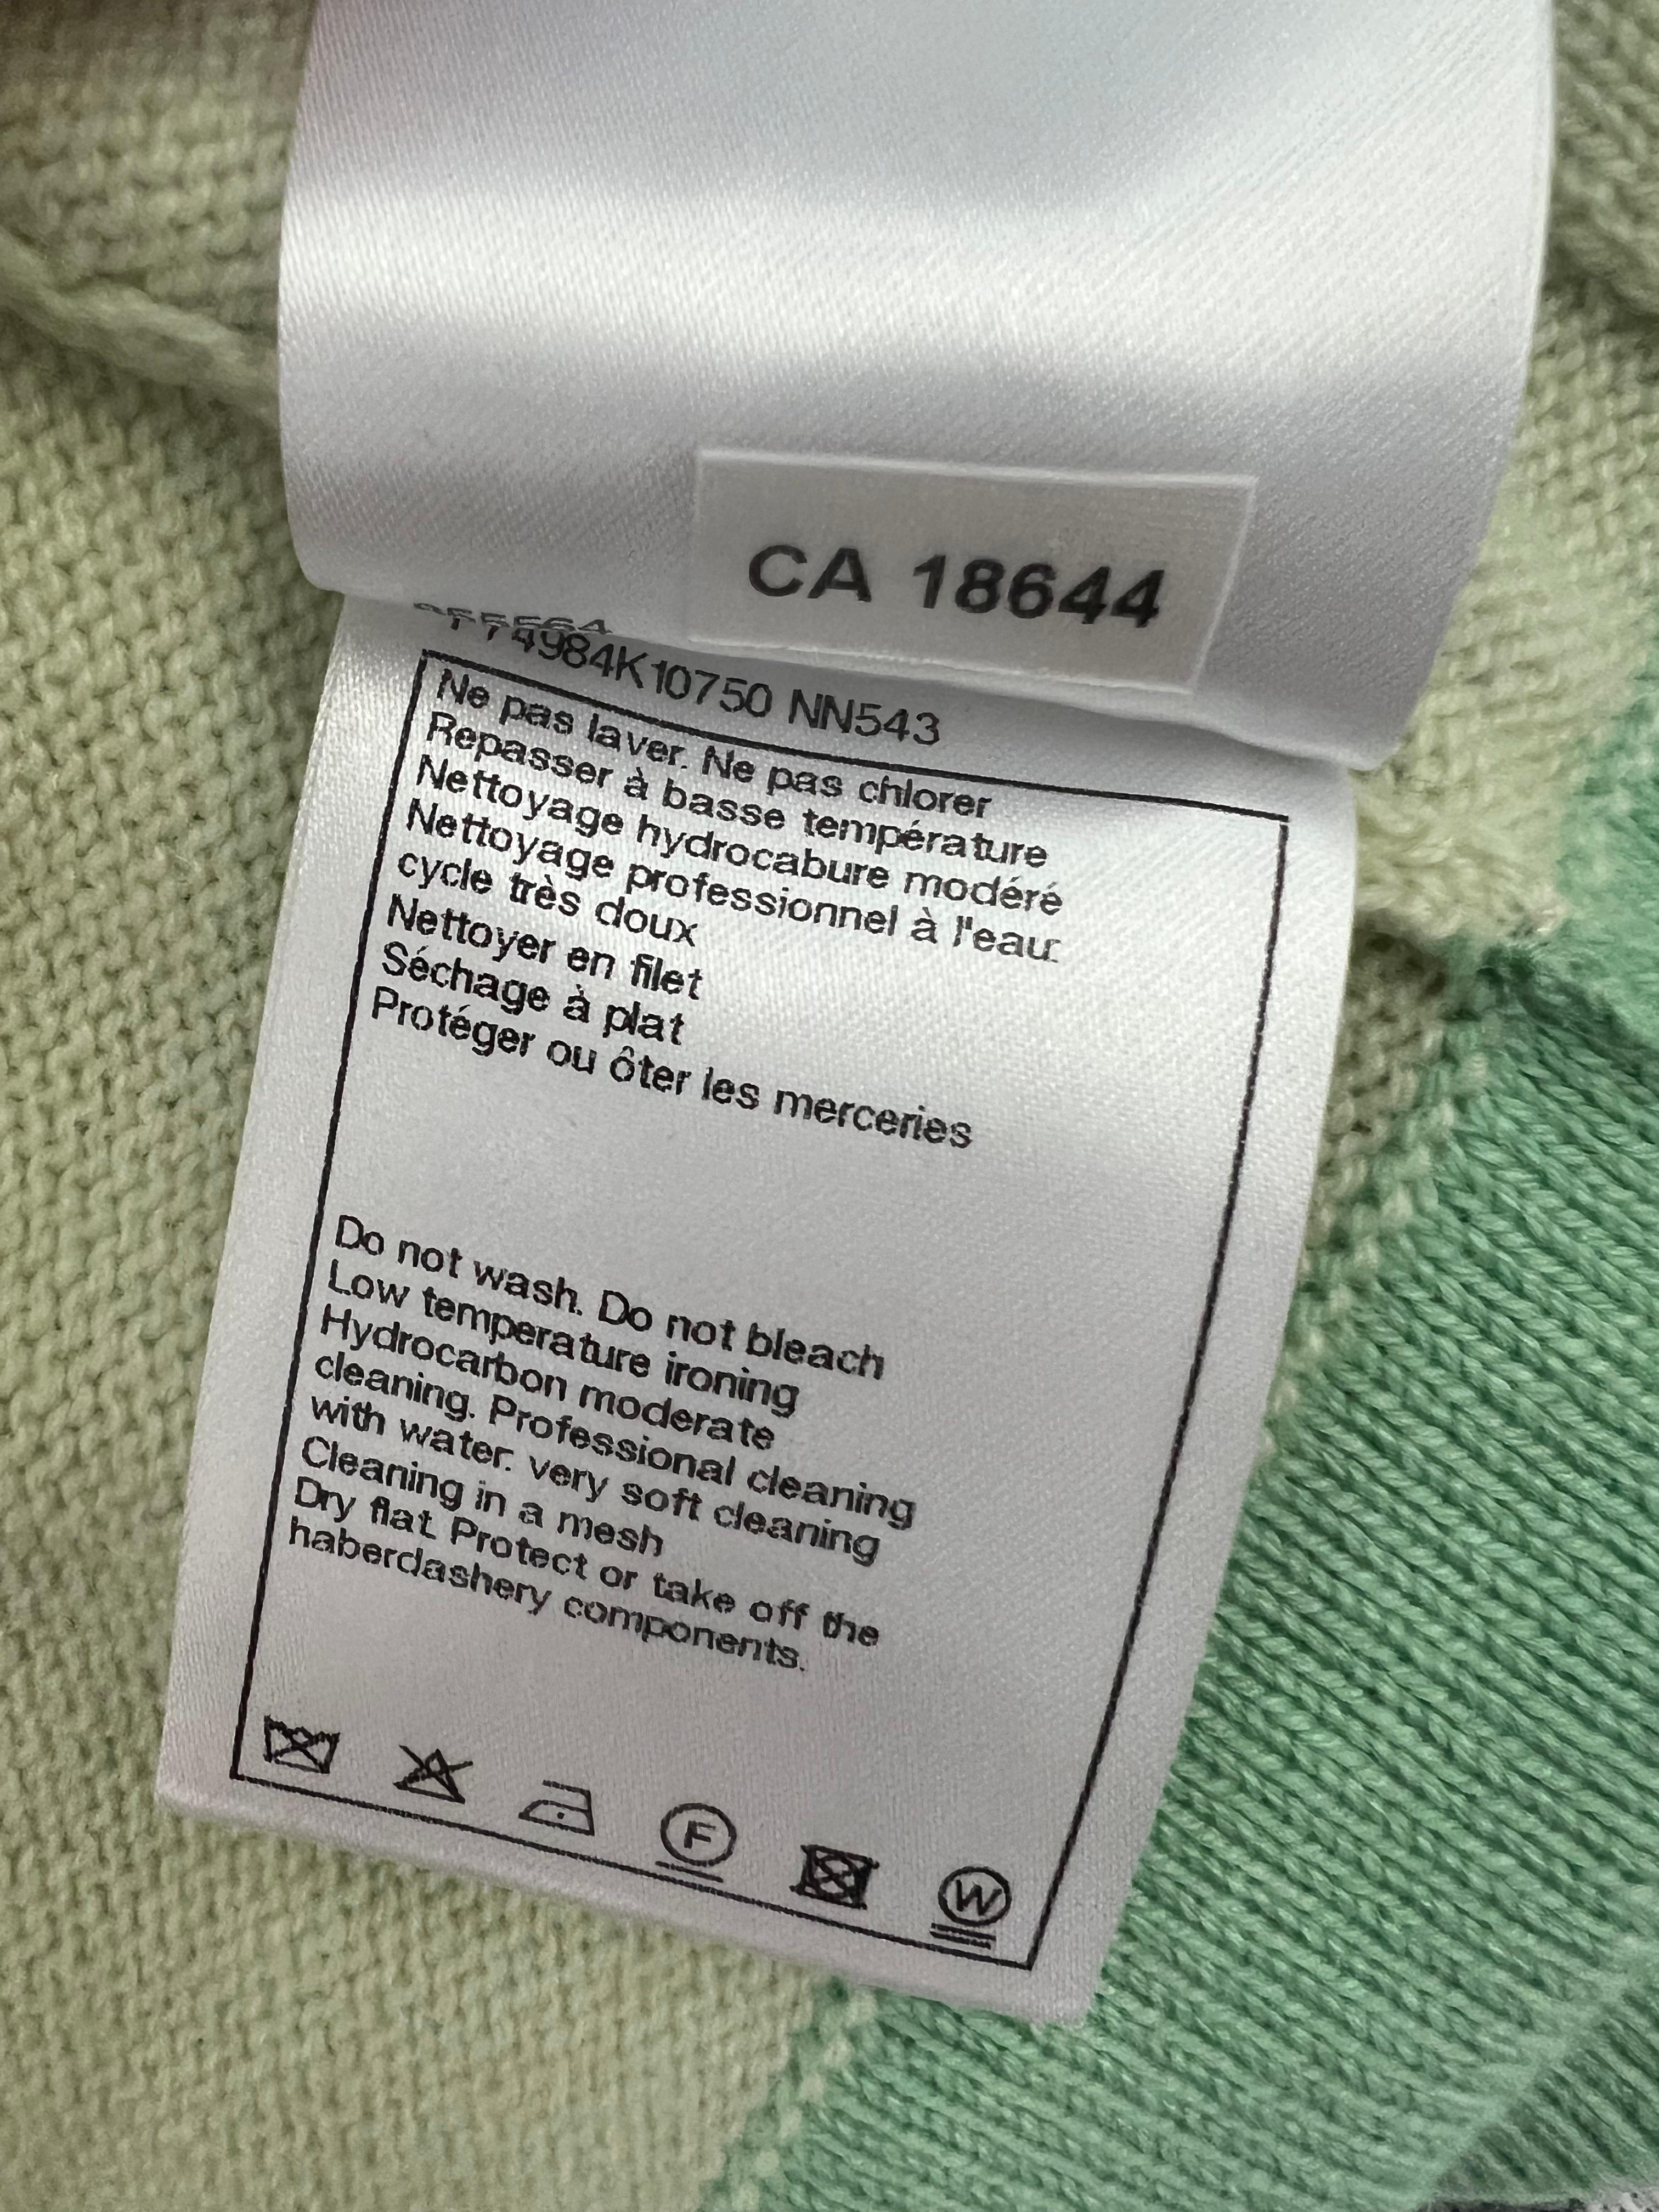 CA 18644
74984K10750 NN543
Ne pas laver. Ne pas chlorer
Repasser à basse température
Nettoyage hydrocabure modéré
Nettoyage professionnel à l'eau:
cycle très doux
Nettoyer en filet
Séchage à plat
Protéger ou ôter les merceries
Do not wash. Do not bleach
Low temperature ironing
Hydrocarbon moderate
cleaning. Professional cleaning
with water: very soft cleaning
Cleaning in a mesh
Dry flat. Protect or take off the
haberdashery components.
F
W